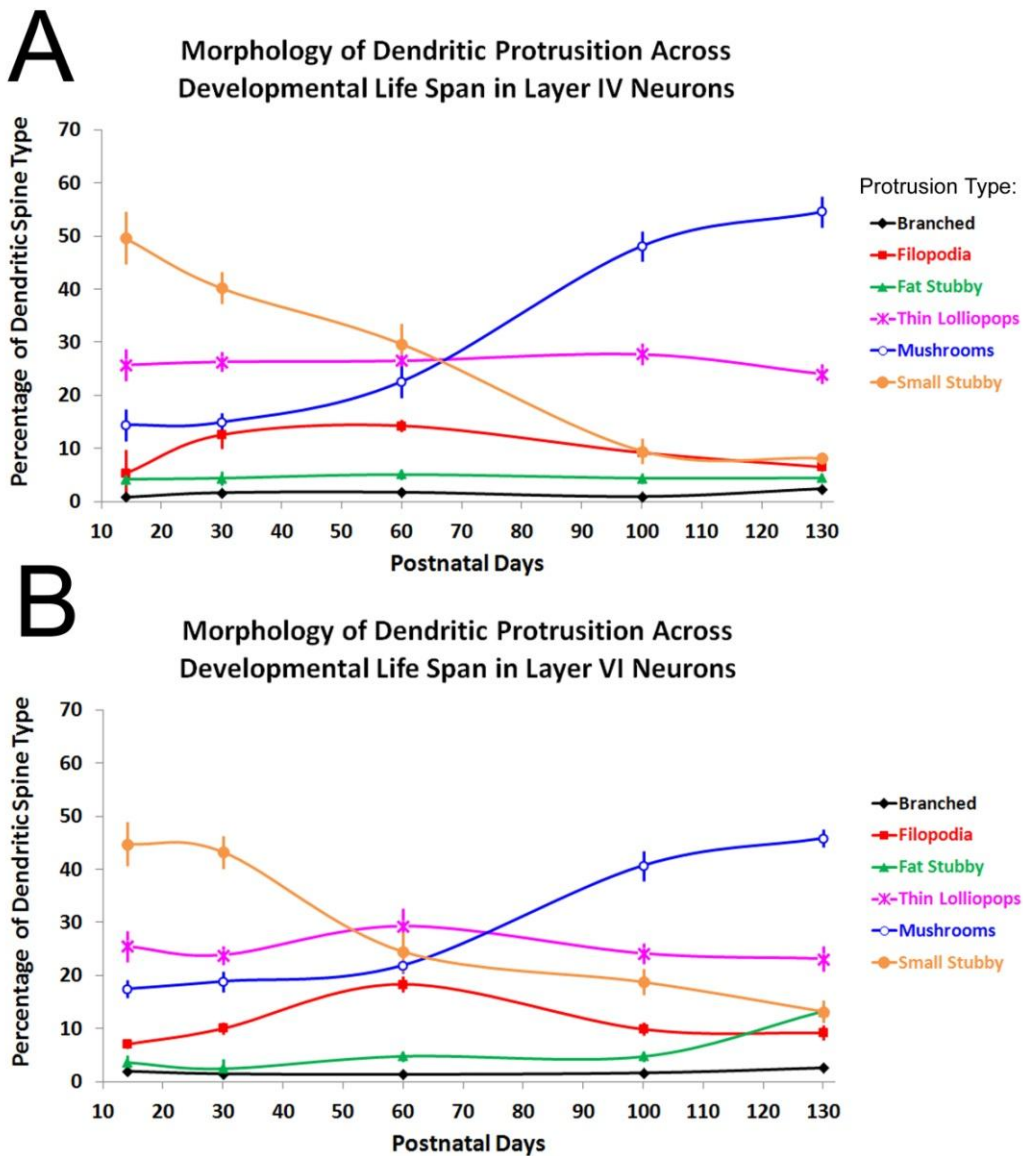 A
Morphology of Dendritic Protrusition Across
Developmental Life Span in Layer IV Neurons
Percentage of Dendritic Spine Type
70
60
50
40
30
20
10
0
10 20 30 40 50 60 70 80 90 100 110 120 130
Postnatal Days
Protrusion Type:
Branched
Filopodia
Fat Stubby
Thin Lolliopops
Mushrooms
Small Stubby
B
Morphology of Dendritic Protrusition Across
Developmental Life Span in Layer VI Neurons
Percentage of Dendritic Spine Type
70
60
50
40
30
20
10
0
10 20 30 40 50 60 70 80 90 100 110 120 130
Postnatal Days
Branched
Filopodia
Fat Stubby
Thin Lolliopops
Mushrooms
Small Stubby